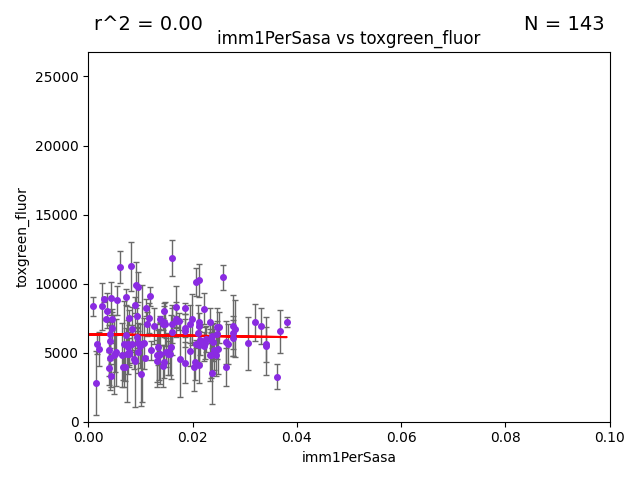 r^2 = 0.00
N = 143
imm1PerSasa vs toxgreen_fluor
25000
20000
15000
10000
5000
0
toxgreen_fluor
0.00
0.02
0.04
0.06
0.08
0.10
imm1PerSasa